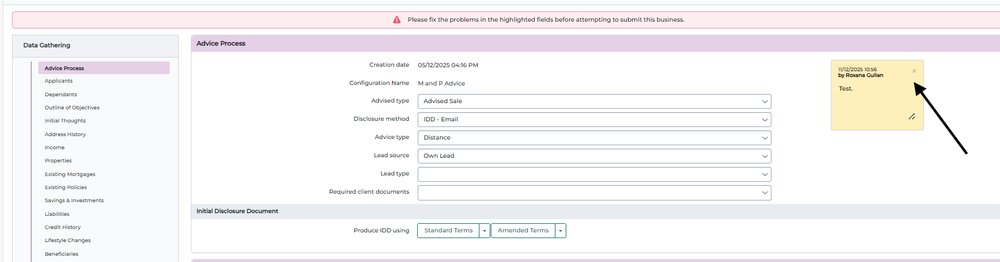 Please fix the problems in the highlighted fields before attempting to submit this business.
Data Gathering
Advice Process
Applicants
Dependants
Outline of Objectives
Initial Thoughts
Address History
Income
Properties
Existing Mortgages
Existing Policies
Savings & Investments
Liabilities
Credit History
Lifestyle Changes
Beneficiaries
Advice Process
Creation date 05/12/2025 04:16 PM
Configuration Name M and P Advice
Advised type Advised Sale
Disclosure method IDD - Email
Advice type Distance
Lead source Own Lead
Lead type
Required client documents
11/12/2025 10:56
by Roxana Gulian
Test.
Initial Disclosure Document
Produce IDD using Standard Terms Amended Terms